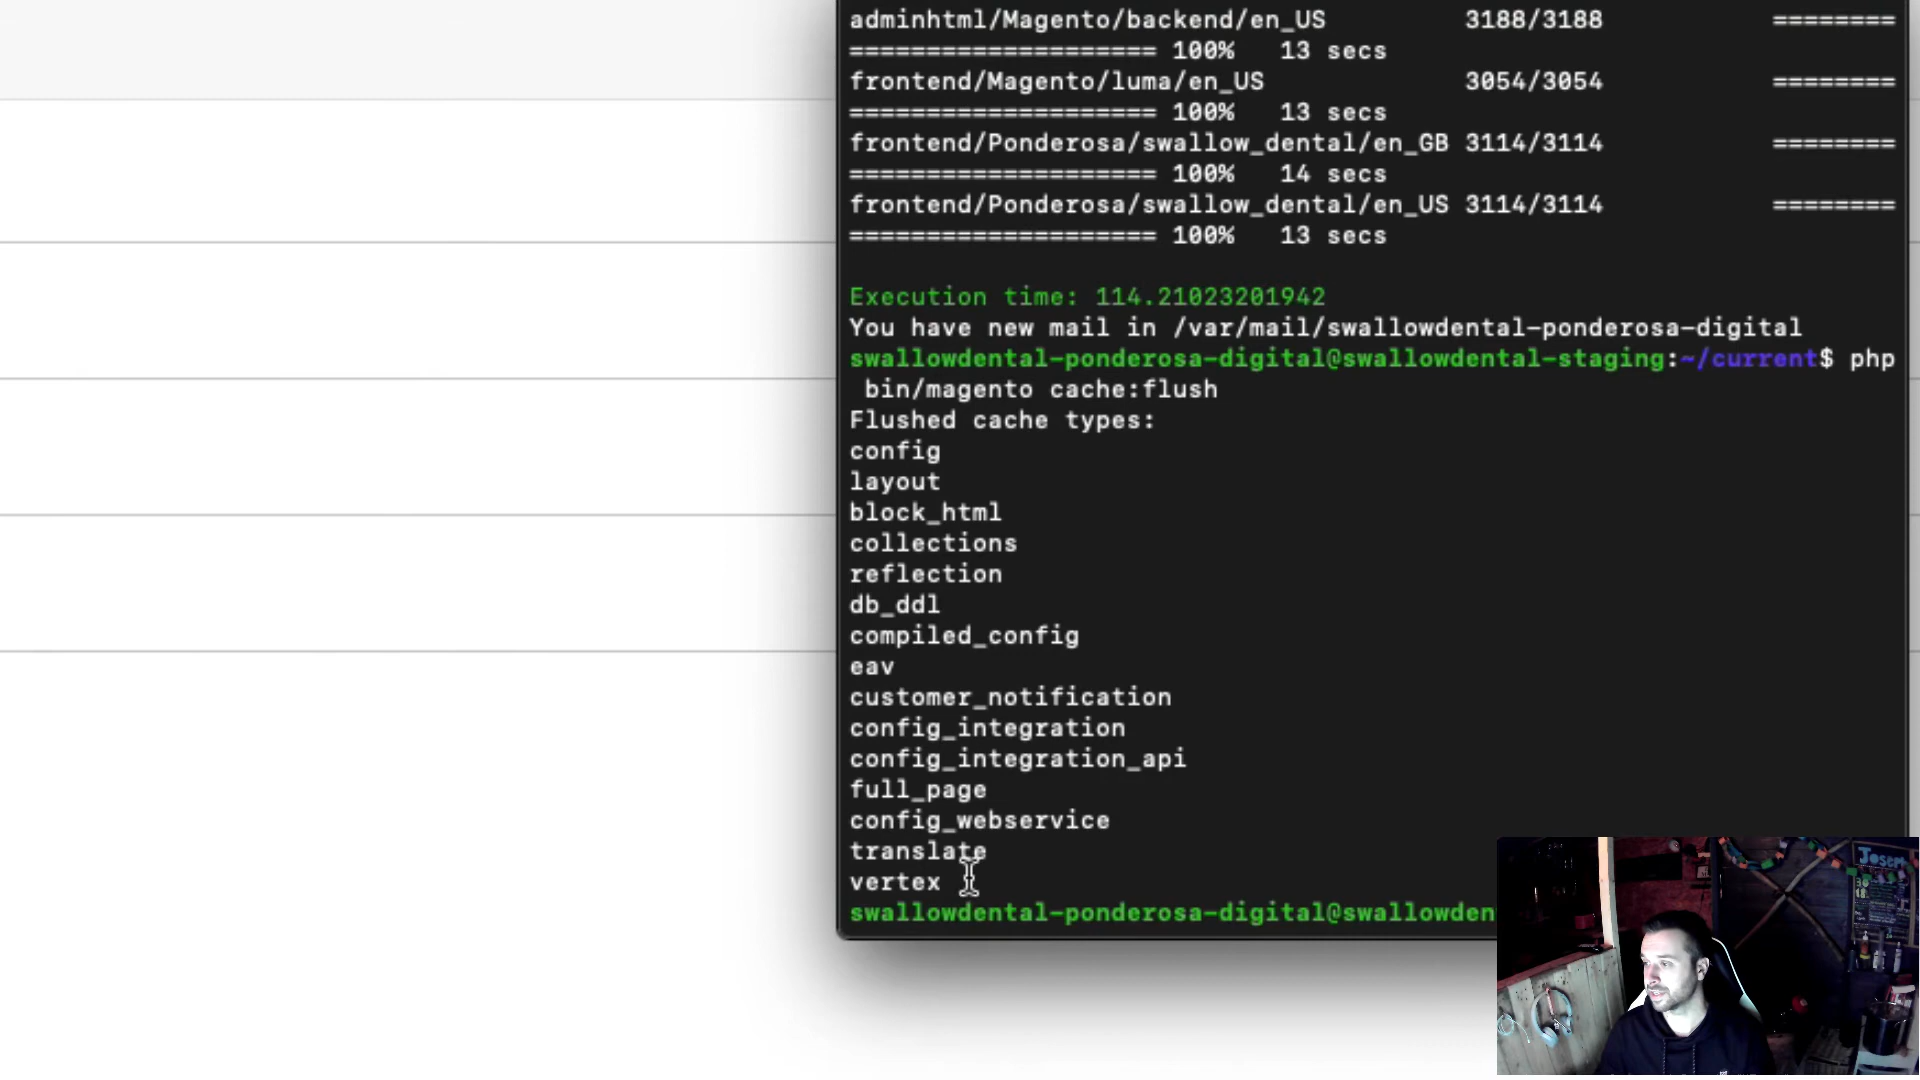 adminhtml/Magento/backend/en_US 3188/3188 ========
==================== 100% 13 secs
frontend/Magento/luma/en_US 3054/3054 ========
==================== 100% 13 secs
frontend/Ponderosa/swallow_dental/en_GB 3114/3114 ========
==================== 100% 14 secs
frontend/Ponderosa/swallow_dental/en_US 3114/3114 ========
==================== 100% 13 secs
Execution time: 114.21023201942
You have new mail in /var/mail/swallowdental-ponderosa-digital
swallowdental-ponderosa-digital@swallowdental-staging:~/current$ php
bin/magento cache:flush
Flushed cache types:
config
layout
block_html
collections
reflection
db_ddl
compiled_config
eav
customer_notification
config_integration
config_integration_api
full_page
config_webservice
translate
vertex
swallowdental-ponderosa-digital@swallowden